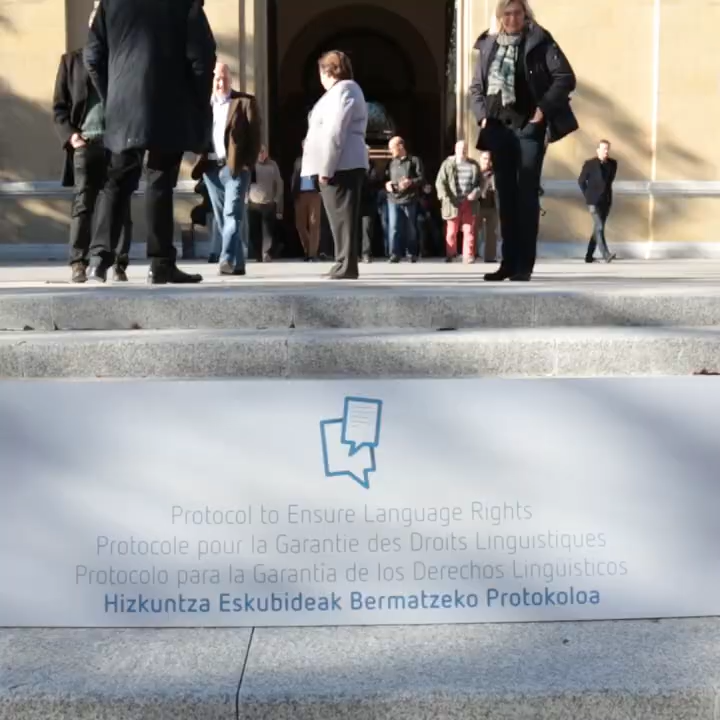 Protocol to Ensure Language Rights
Protocole pour la Garantie des Droits Linguistiques
Protocolo para la Garantía de los Derechos Lingüísticos
Hizkuntza Eskubideak Bermatzeko Protokoloa